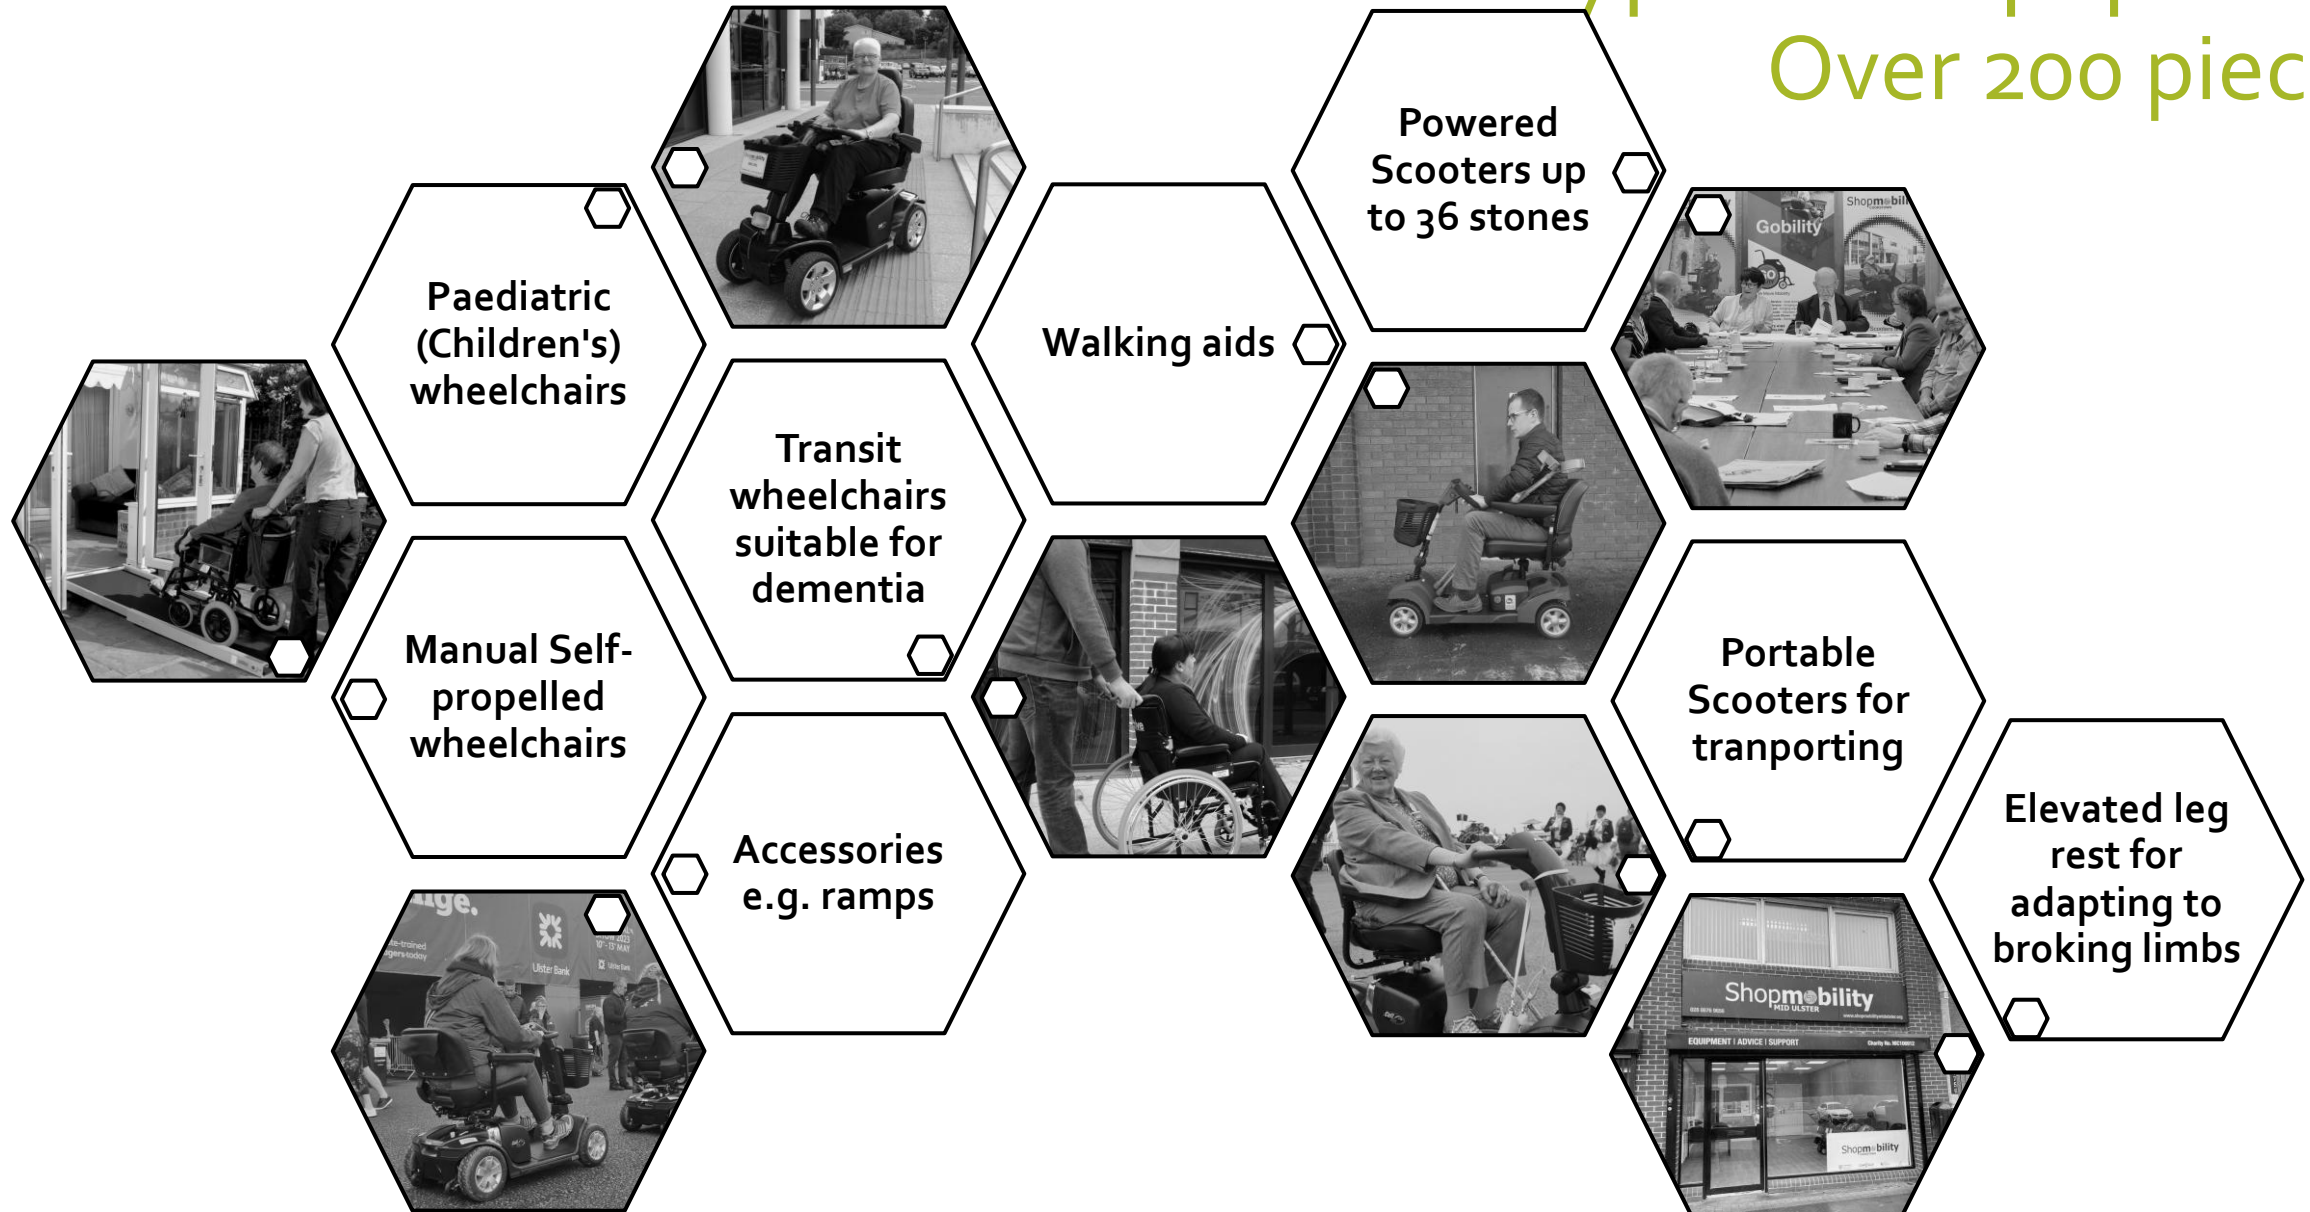 Over 200 piec
Powered
Scooters up
to 36 stones
Paediatric
(Children's)
wheelchairs
Walking aids
Transit
wheelchairs
suitable for
dementia
Manual Self-
propelled
wheelchairs
Accessories
e.g. ramps
Portable
Scooters for
tranporting
Elevated leg
rest for
adapting to
broking limbs
Gobility
Ulster Bank
Shopmobility
MID ULSTER
EQUIPMENT | ADVICE | SUPPORT
Shopmobility